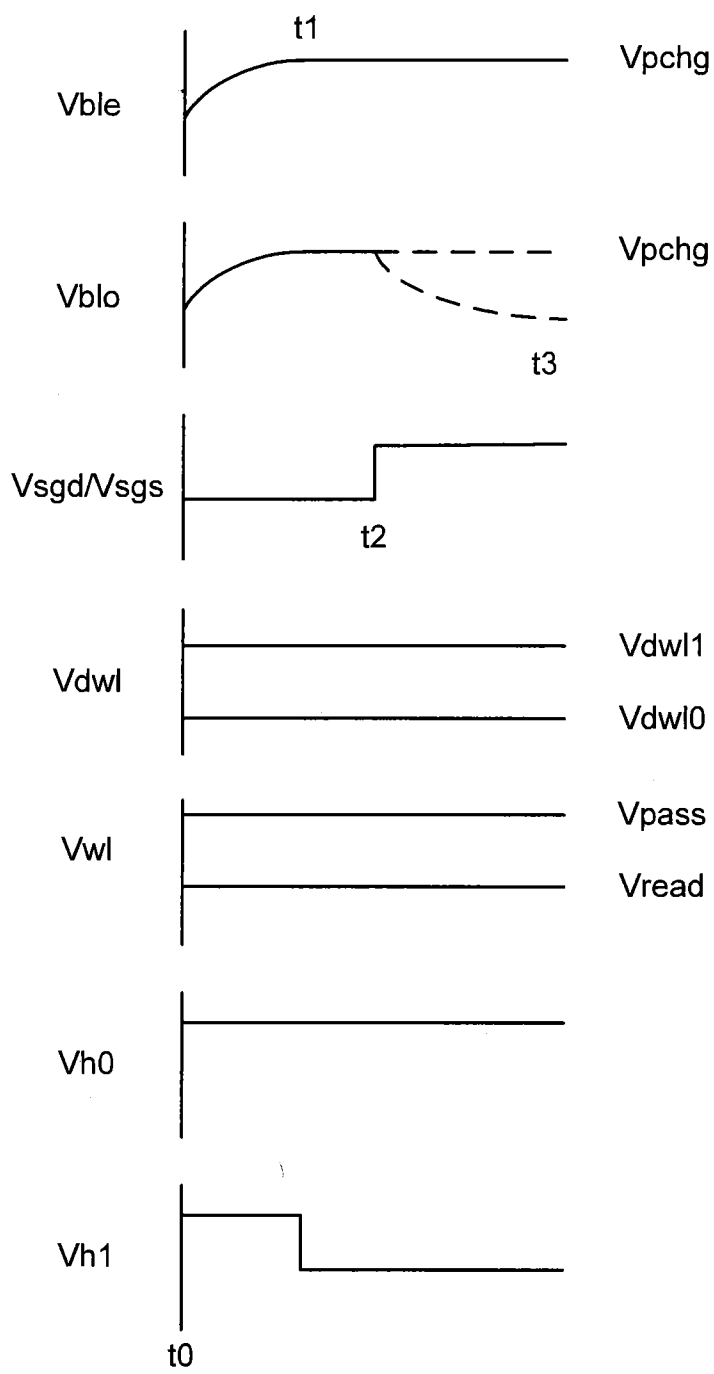 t1
Vpchg
Vble
Vpchg
Vblo
t3
Vsgd/Vsgs
t2
Vdwl1
Vdwl
Vdwl0
Vpass
Vwl
Vread
Vh0
Vh1
t0